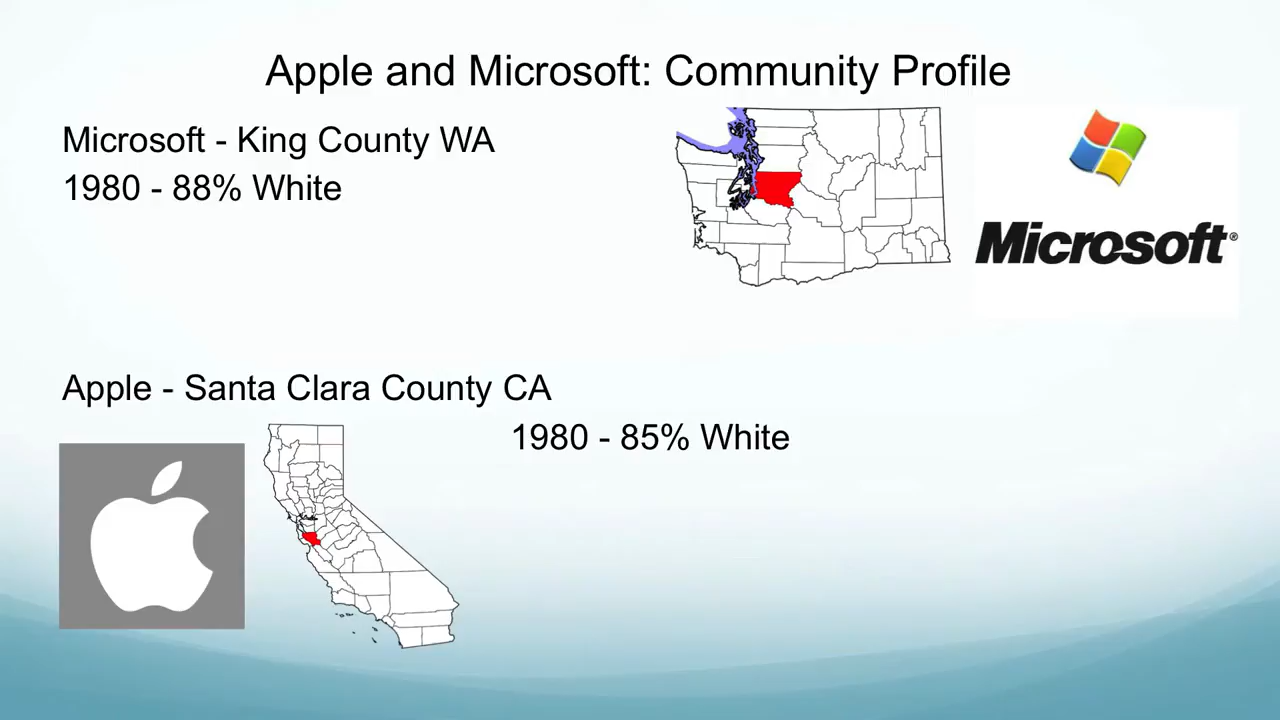 Apple and Microsoft: Community Profile
Microsoft - King County WA
1980 - 88% White
Microsoft®
Apple - Santa Clara County CA
1980 - 85% White